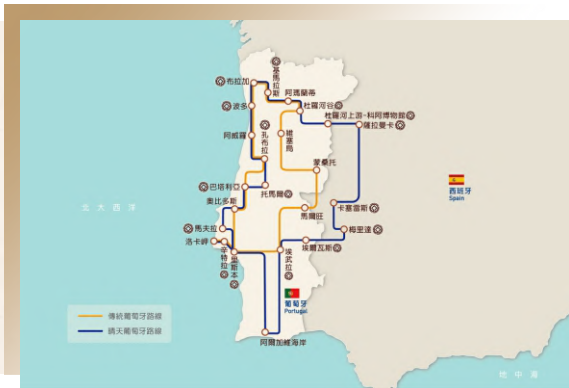 基馬拉斯
布拉加
阿瑪蘭蒂
波多
杜羅河谷
杜羅河上游-科阿博物館
薩拉曼卡
阿威羅
孔布拉
維塞烏
蒙桑托
西班牙
Spain
巴塔利亞
托馬爾
奧比多斯
馬爾旺
卡塞雷斯
北大西洋
馬夫拉
梅里達
洛卡岬
辛特拉
里斯本
埃武拉
埃爾瓦斯
葡萄牙
Portugal
傳統葡萄牙路線
晴天葡萄牙路線
阿爾加維海岸
地中海